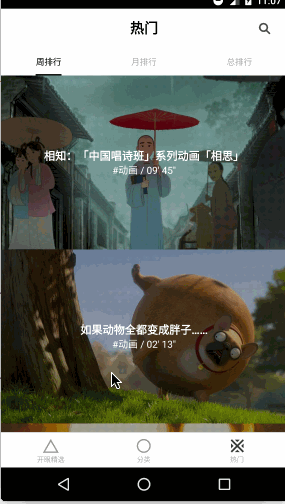 11:07
热门
周排行
月排行
总排行
相知：「中国唱诗班」系列动画「相思」
#动画 / 09' 45"
如果动物全都变成胖子……
#动画 / 02' 13"
开眼精选
分类
热门